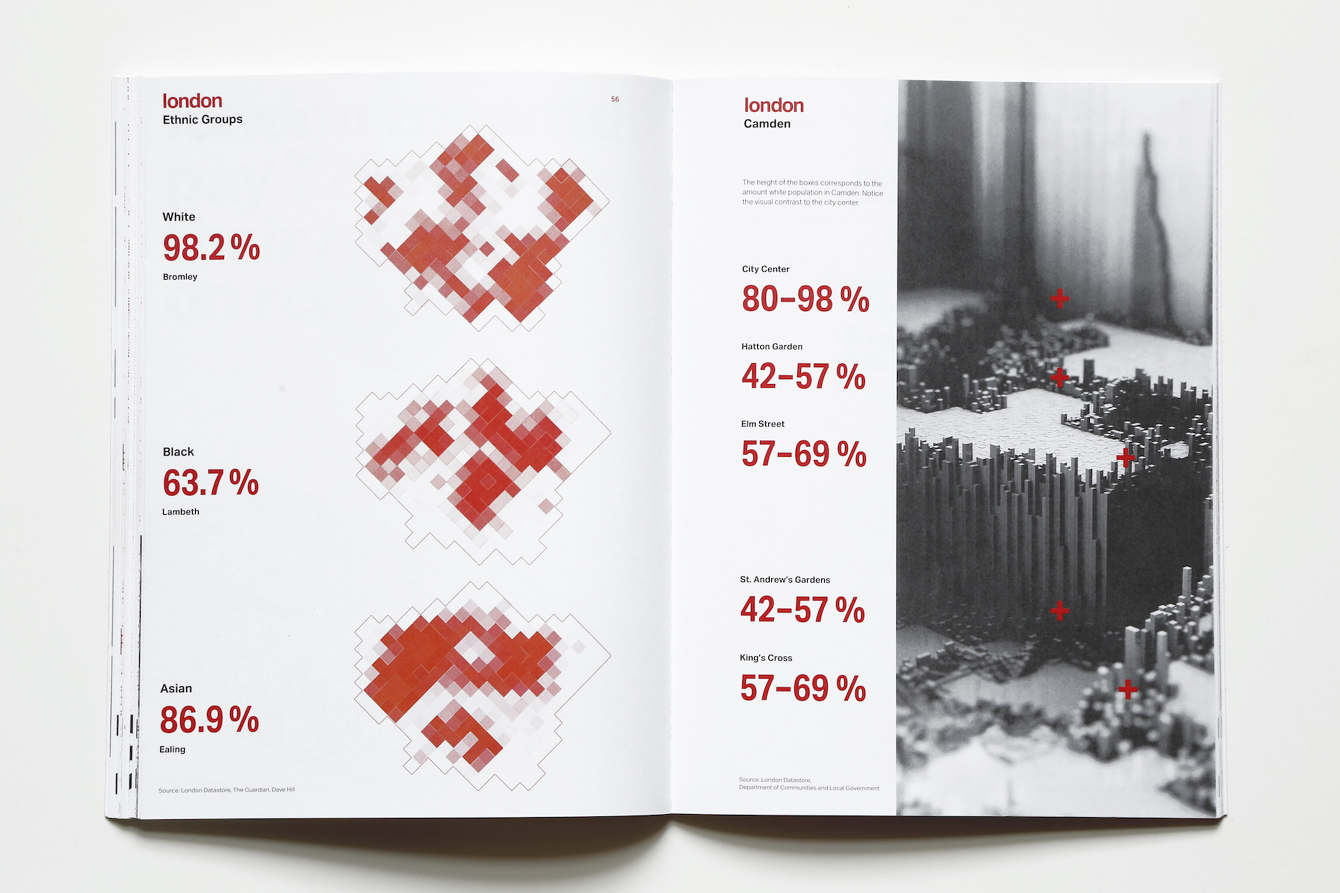 london
Ethnic Groups
56
White
98.2%
Bromley
Black
63.7%
Lambeth
Asian
86.9%
Ealing
Source: London Datastore, The Guardian, Dave Hill
london
Camden
The height of the boxes corresponds to the
amount white population in Camden. Notice
the visual contrast to the city center.
City Center
80–98%
Hatton Garden
42–57%
Elm Street
57–69%
St. Andrew's Gardens
42–57%
King's Cross
57–69%
Source: London Datastore,
Department of Communities and Local Government